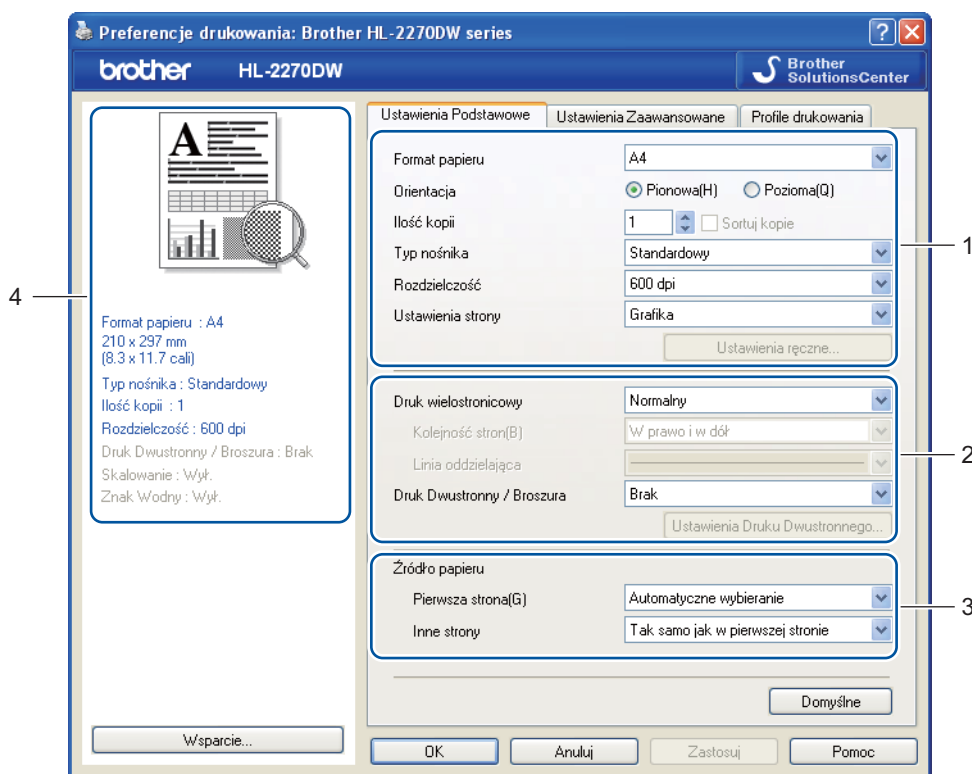 Preferencje drukowania: Brother HL-2270DW series
brother HL-2270DW
Brother
SolutionsCenter
Ustawienia Podstawowe
Ustawienia Zaawansowane
Profile drukowania
A
Format papieru : A4
210 x 297 mm
(8.3 x 11.7 cali)
Typ nośnika : Standardowy
Ilość kopii : 1
Rozdzielczość : 600 dpi
Druk Dwustronny / Broszura : Brak
Skalowanie : Wył.
Znak Wodny : Wył.
4
Wsparcie...
Format papieru A4
Orientacja Pionowa(H) Pozioma(Q)
Ilość kopii 1 Sortuj kopie
Typ nośnika Standardowy
Rozdzielczość 600 dpi
Ustawienia strony Grafika
Ustawienia ręczne...
1
Druk wielostronicowy Normalny
Kolejność stron(B) W prawo i w dół
Linia oddzielająca
Druk Dwustronny / Broszura Brak
Ustawienia Druku Dwustronnego...
2
Źródło papieru
Pierwsza strona(G) Automatyczne wybieranie
Inne strony Tak samo jak w pierwszej stronie
3
Domyślne
OK Anuluj Zastosuj Pomoc